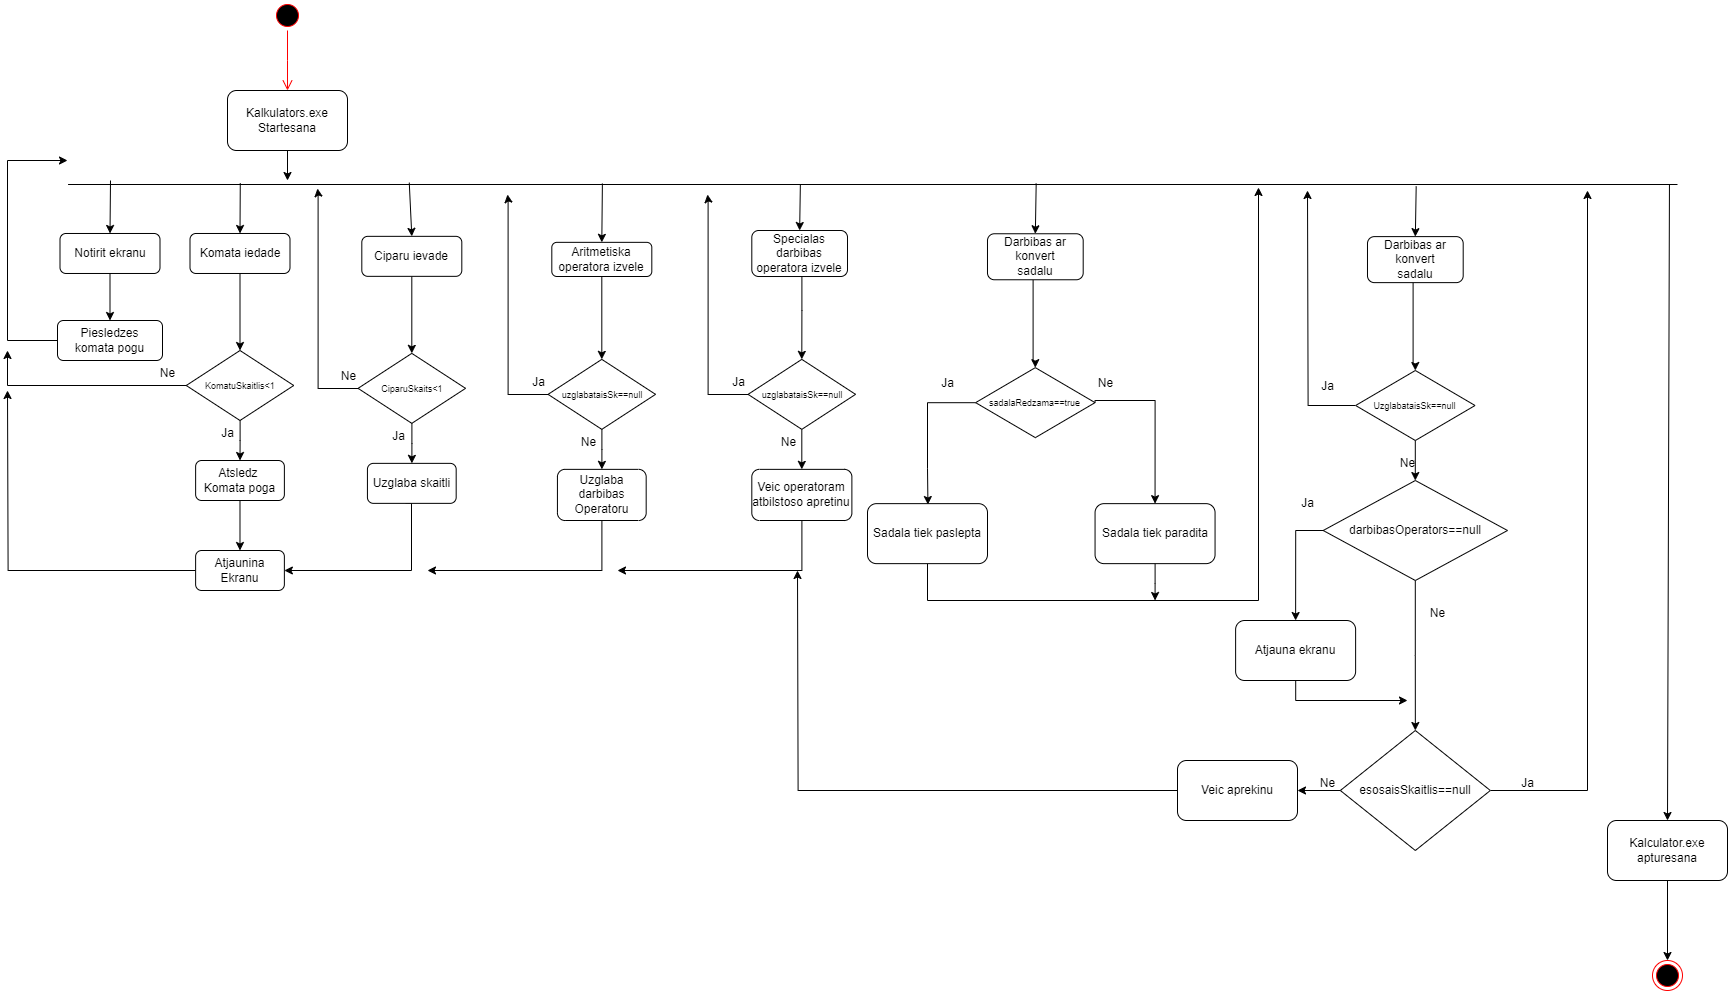 Kalkulators.exe
Startesana
Notirit ekranu
Piesledzes
komata pogu
Komata iedade
Ne
KomatuSkaitlis<1
Ja
Atsledz
Komata poga
Atjaunina
Ekranu
Ciparu ievade
Ne
CiparuSkaits<1
Ja
Uzglaba skaitli
Aritmetiska
operatora izvele
Ja
uzglabataisSk==null
Ne
Uzglaba
darbibas
Operatoru
Specialas
darbibas
operatora izvele
Ja
uzglabataisSk==null
Ne
Veic operatoram
atbilstoso apretinu
Darbibas ar
konvert
sadalu
Ja
Ne
sadalaRedzama==true
Sadala tiek paslepta
Sadala tiek paradita
Darbibas ar
konvert
sadalu
Ja
UzglabataisSk==null
Ne
Ja
darbibasOperators==null
Ne
Atjauna ekranu
Veic aprekinu
Ne
esosaisSkaitlis==null
Ja
Kalculator.exe
apturesana